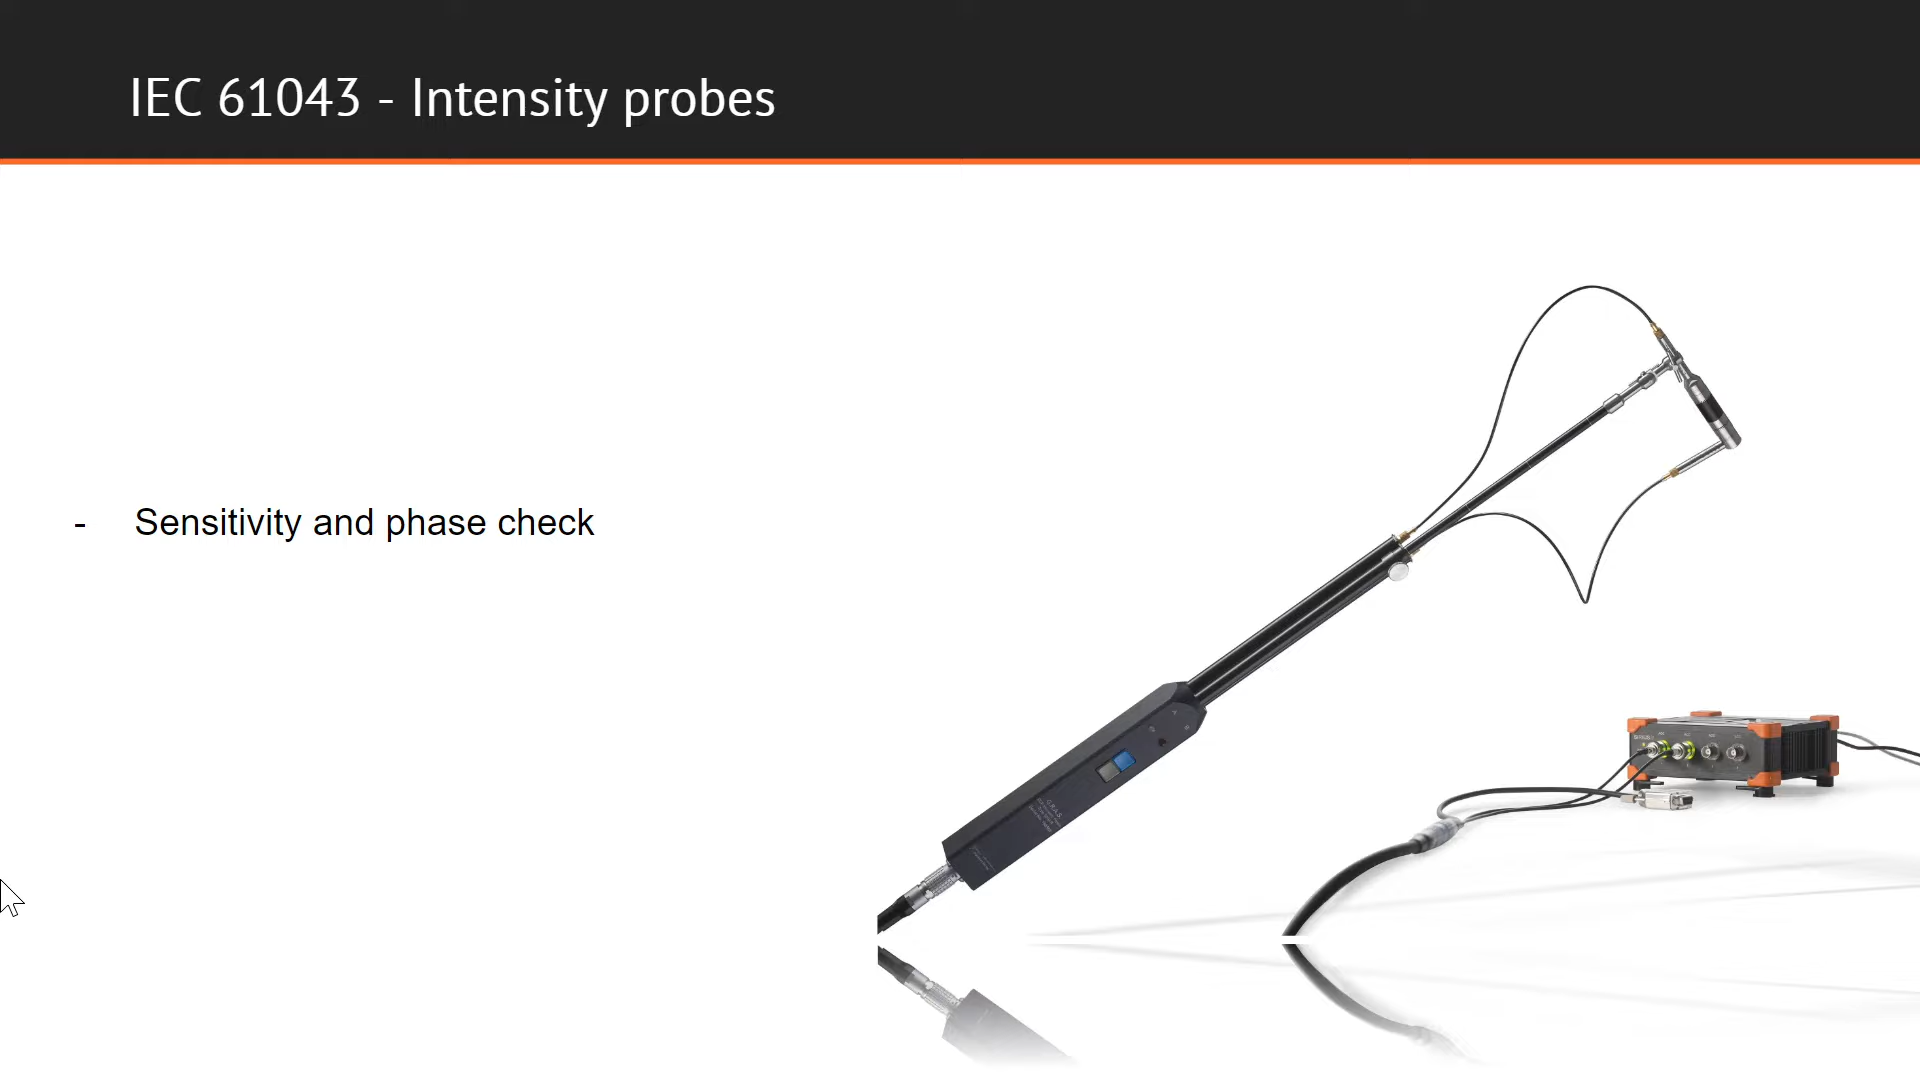 IEC 61043 - Intensity probes
- Sensitivity and phase check
G.R.A.S.